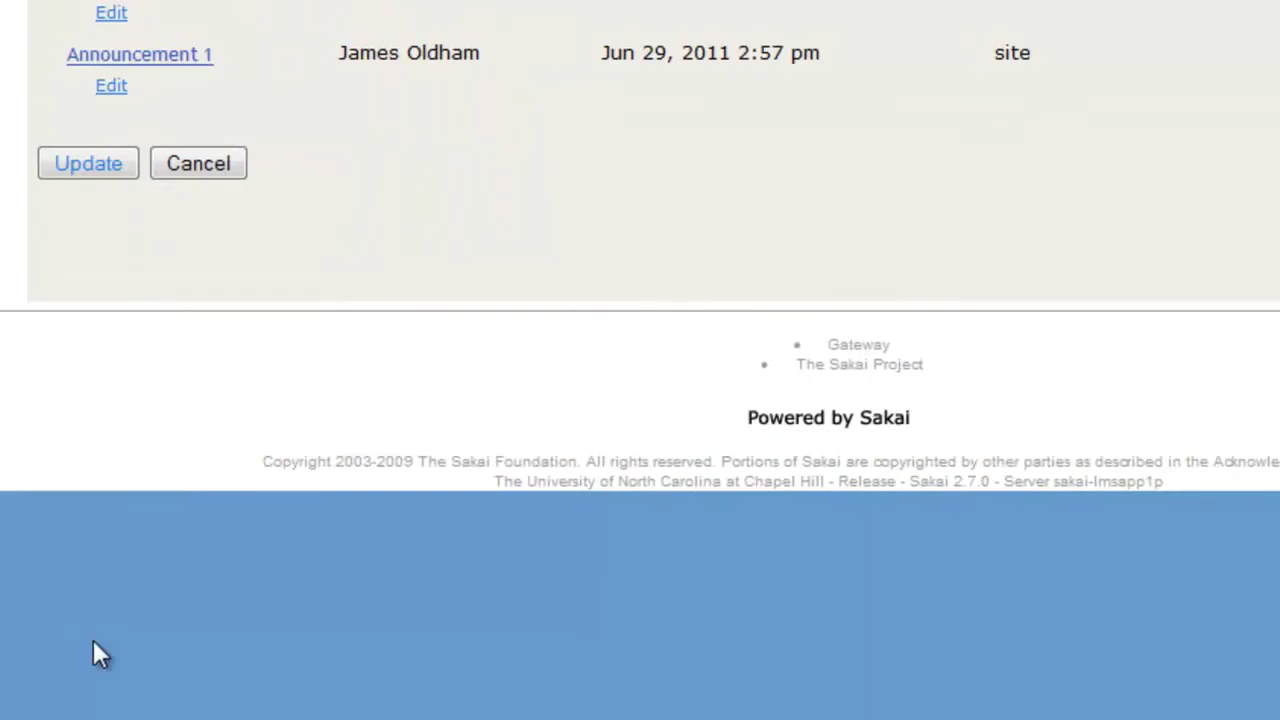 Edit
Announcement 1 James Oldham Jun 29, 2011 2:57 pm site
Edit
Update Cancel
Gateway
The Sakai Project
Powered by Sakai
Copyright 2003-2009 The Sakai Foundation. All rights reserved. Portions of Sakai are copyrighted by other parties as described in the Acknowle
The University of North Carolina at Chapel Hill - Release - Sakai 2.7.0 - Server sakai-lmsapp1p